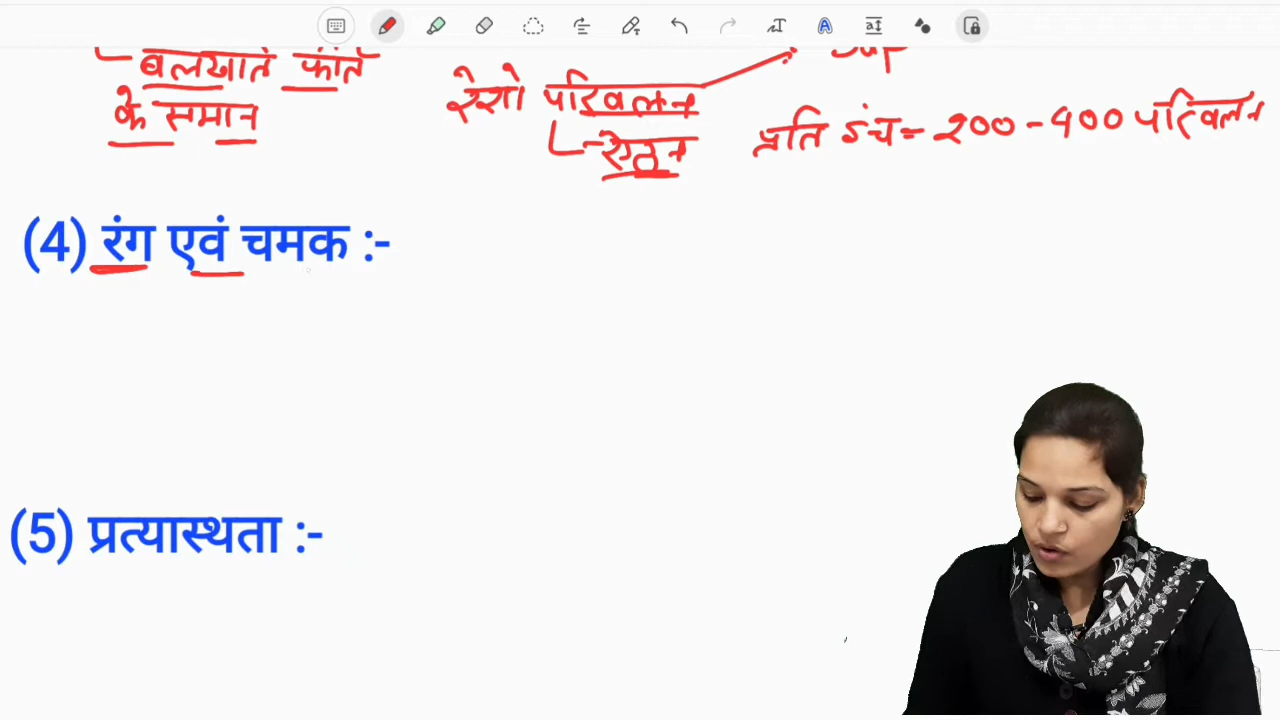 बलखाते फीते
के समान
रेशों परिवलन
ऐंठन
प्रति इंच = 200 - 400 परिवलन
(4) रंग एवं चमक :-
(5) प्रत्यास्थता :-